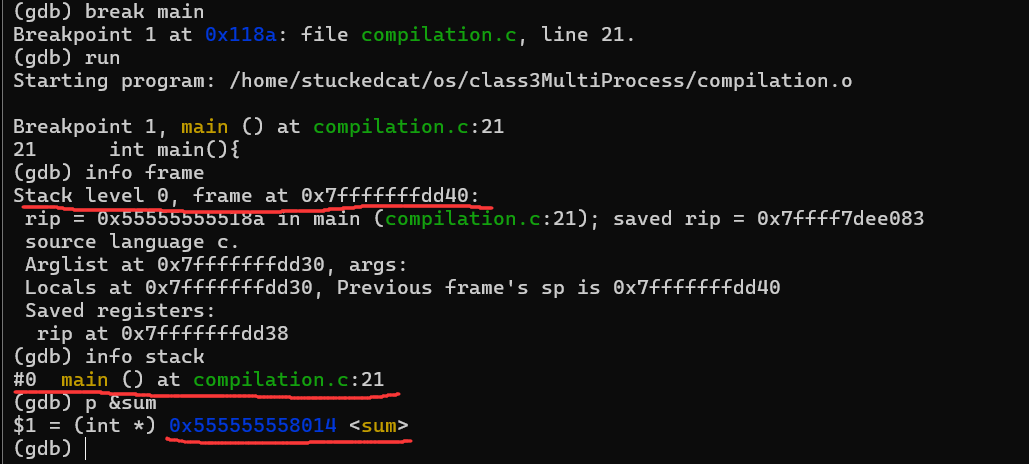 (gdb) break main
Breakpoint 1 at 0x118a: file compilation.c, line 21.
(gdb) run
Starting program: /home/stuckedcat/os/class3MultiProcess/compilation.o
Breakpoint 1, main () at compilation.c:21
21      int main(){
(gdb) info frame
Stack level 0, frame at 0x7fffffffdd40:
 rip = 0x55555555518a in main (compilation.c:21); saved rip = 0x7ffff7dee083
 source language c.
 Arglist at 0x7fffffffdd30, args:
 Locals at 0x7fffffffdd30, Previous frame's sp is 0x7fffffffdd40
 Saved registers:
  rip at 0x7fffffffdd38
(gdb) info stack
#0  main () at compilation.c:21
(gdb) p &sum
$1 = (int *) 0x555555558014 <sum>
(gdb)